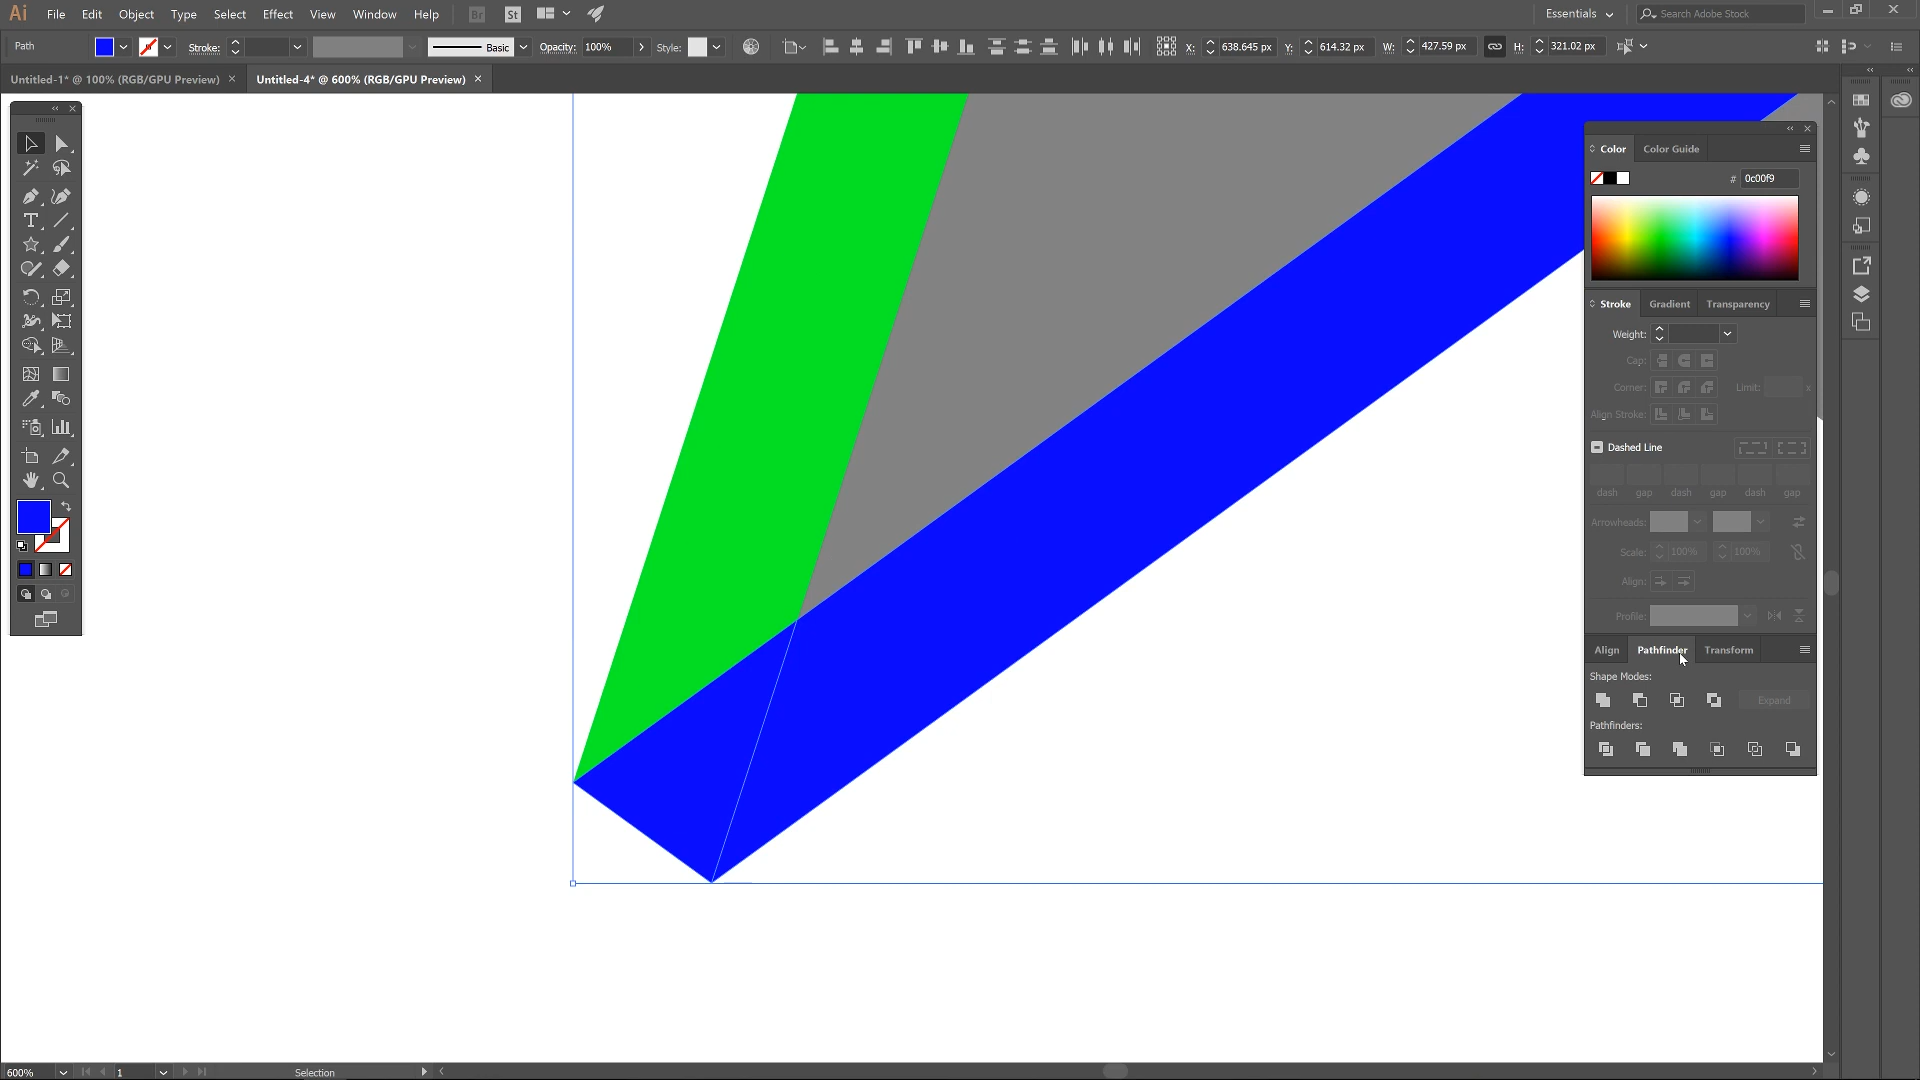 Ai File Edit Object Type Select Effect View Window Help Br St Essentials Search Adobe Stock
Path Stroke: Basic Opacity: 100% Style: X: 638.645 px Y: 614.32 px W: 427.59 px H: 321.02 px
Untitled-1* @ 100% (RGB/GPU Preview) × Untitled-4* @ 600% (RGB/GPU Preview) ×
Color Color Guide
# 0c00f9
Stroke Gradient Transparency
Weight:
Cap:
Corner: Limit: x
Align Stroke:
Dashed Line
dash gap dash gap dash gap
Arrowheads:
Scale: 100% 100%
Align:
Profile:
Align Pathfinder Transform
Shape Modes:
Expand
Pathfinders:
600% 1 Selection